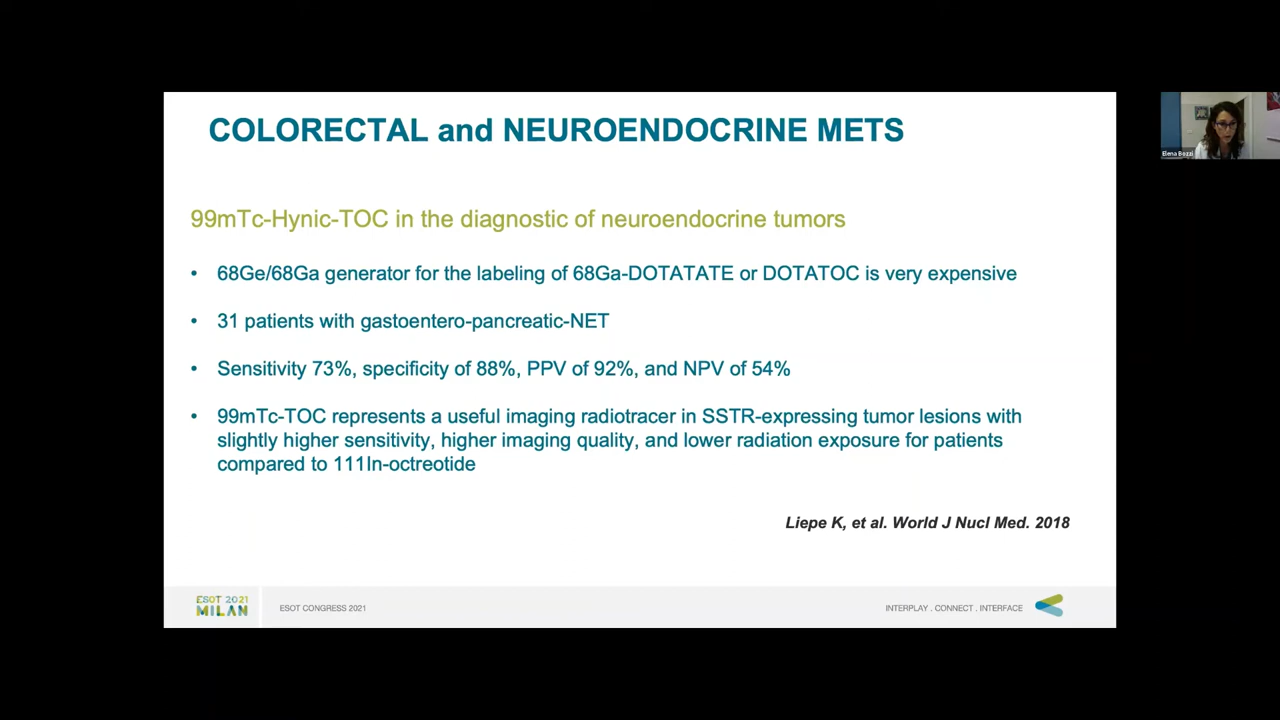 COLORECTAL and NEUROENDOCRINE METS
Elena Bozzi
99mTc-Hynic-TOC in the diagnostic of neuroendocrine tumors
• 68Ge/68Ga generator for the labeling of 68Ga-DOTATATE or DOTATOC is very expensive
• 31 patients with gastoentero-pancreatic-NET
• Sensitivity 73%, specificity of 88%, PPV of 92%, and NPV of 54%
• 99mTc-TOC represents a useful imaging radiotracer in SSTR-expressing tumor lesions with
slightly higher sensitivity, higher imaging quality, and lower radiation exposure for patients
compared to 111In-octreotide
Liepe K, et al. World J Nucl Med. 2018
ESOT 2021
MILAN
ESOT CONGRESS 2021
INTERPLAY . CONNECT . INTERFACE